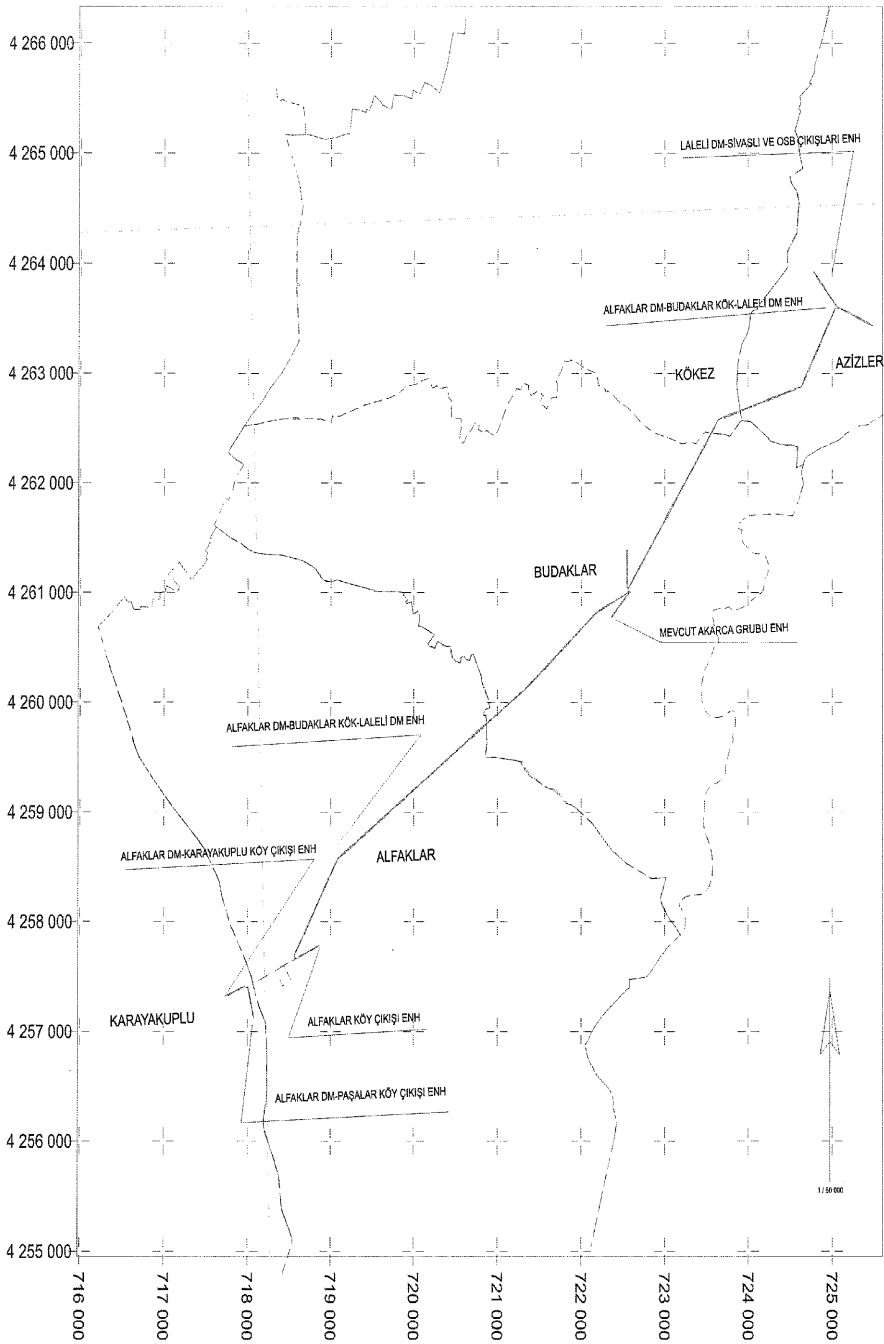 4 266 000
4 265 000
4 264 000
4 263 000
4 262 000
4 261 000
4 260 000
4 259 000
4 258 000
4 257 000
4 256 000
4 255 000
LALELİ DM-SİVASLI VE OSB ÇIKIŞLARI ENH
ALFAKLAR DM-BUDAKLAR KÖK-LALELİ DM ENH
KÖKEZ
AZİZLER
BUDAKLAR
MEVCUT AKARCA GRUBU ENH
ALFAKLAR DM-BUDAKLAR KÖK-LALELİ DM ENH
ALFAKLAR DM-KARAYAKUPLU KÖY ÇIKIŞI ENH
ALFAKLAR
KARAYAKUPLU
ALFAKLAR KÖY ÇIKIŞI ENH
ALFAKLAR DM-PAŞALAR KÖY ÇIKIŞI ENH
1 / 50 000
716 000
717 000
718 000
719 000
720 000
721 000
722 000
723 000
724 000
725 000